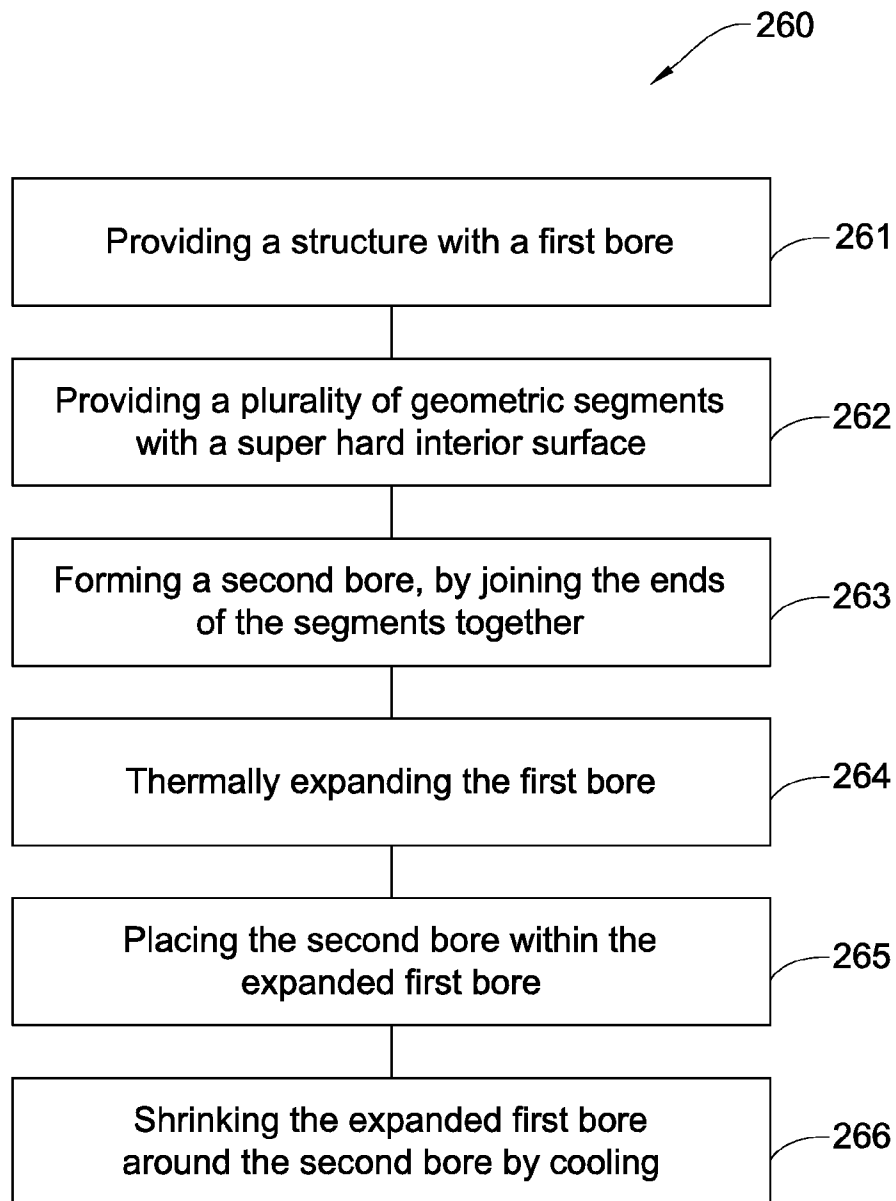 260
Providing a structure with a first bore
261
Providing a plurality of geometric segments
with a super hard interior surface
262
Forming a second bore, by joining the ends
of the segments together
263
Thermally expanding the first bore
264
Placing the second bore within the
expanded first bore
265
Shrinking the expanded first bore
around the second bore by cooling
266